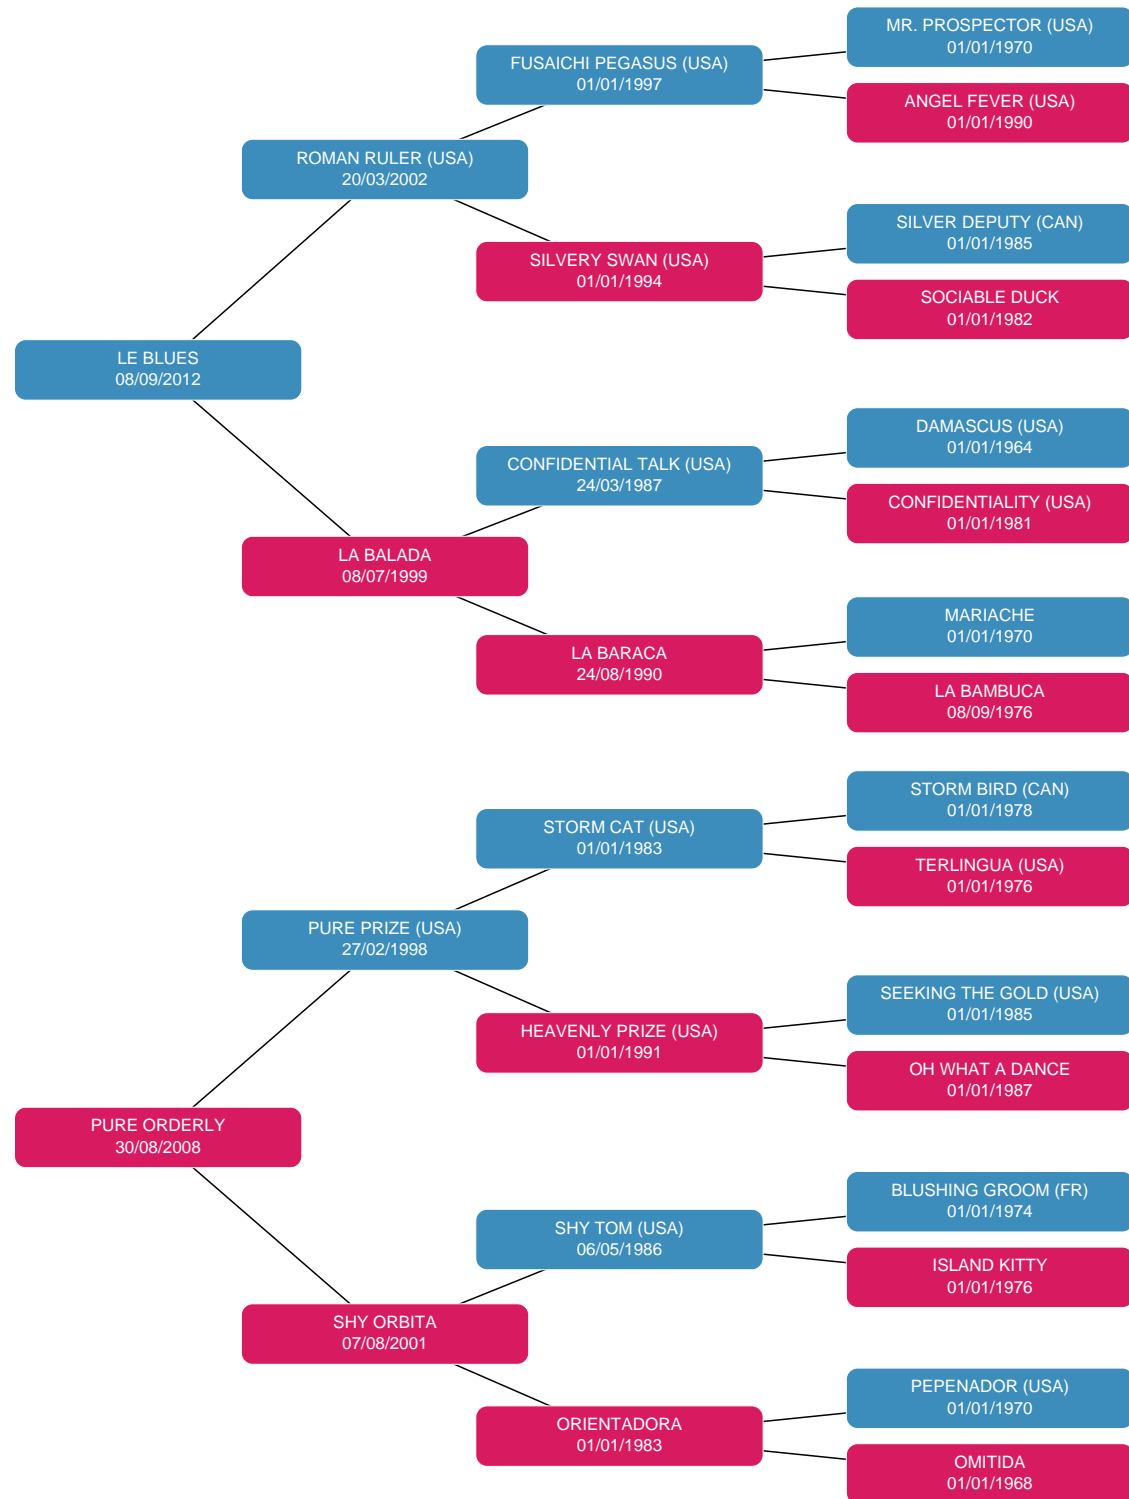 MR. PROSPECTOR (USA)
01/01/1970
FUSAICHI PEGASUS (USA)
01/01/1997
ANGEL FEVER (USA)
01/01/1990
ROMAN RULER (USA)
20/03/2002
SILVER DEPUTY (CAN)
01/01/1985
SILVERY SWAN (USA)
01/01/1994
SOCIABLE DUCK
01/01/1982
LE BLUES
08/09/2012
DAMASCUS (USA)
01/01/1964
CONFIDENTIAL TALK (USA)
24/03/1987
CONFIDENTIALITY (USA)
01/01/1981
LA BALADA
08/07/1999
MARIACHE
01/01/1970
LA BARACA
24/08/1990
LA BAMBUCA
08/09/1976
STORM BIRD (CAN)
01/01/1978
STORM CAT (USA)
01/01/1983
TERLINGUA (USA)
01/01/1976
PURE PRIZE (USA)
27/02/1998
SEEKING THE GOLD (USA)
01/01/1985
HEAVENLY PRIZE (USA)
01/01/1991
OH WHAT A DANCE
01/01/1987
PURE ORDERLY
30/08/2008
BLUSHING GROOM (FR)
01/01/1974
SHY TOM (USA)
06/05/1986
ISLAND KITTY
01/01/1976
SHY ORBITA
07/08/2001
PEPENADOR (USA)
01/01/1970
ORIENTADORA
01/01/1983
OMITIDA
01/01/1968